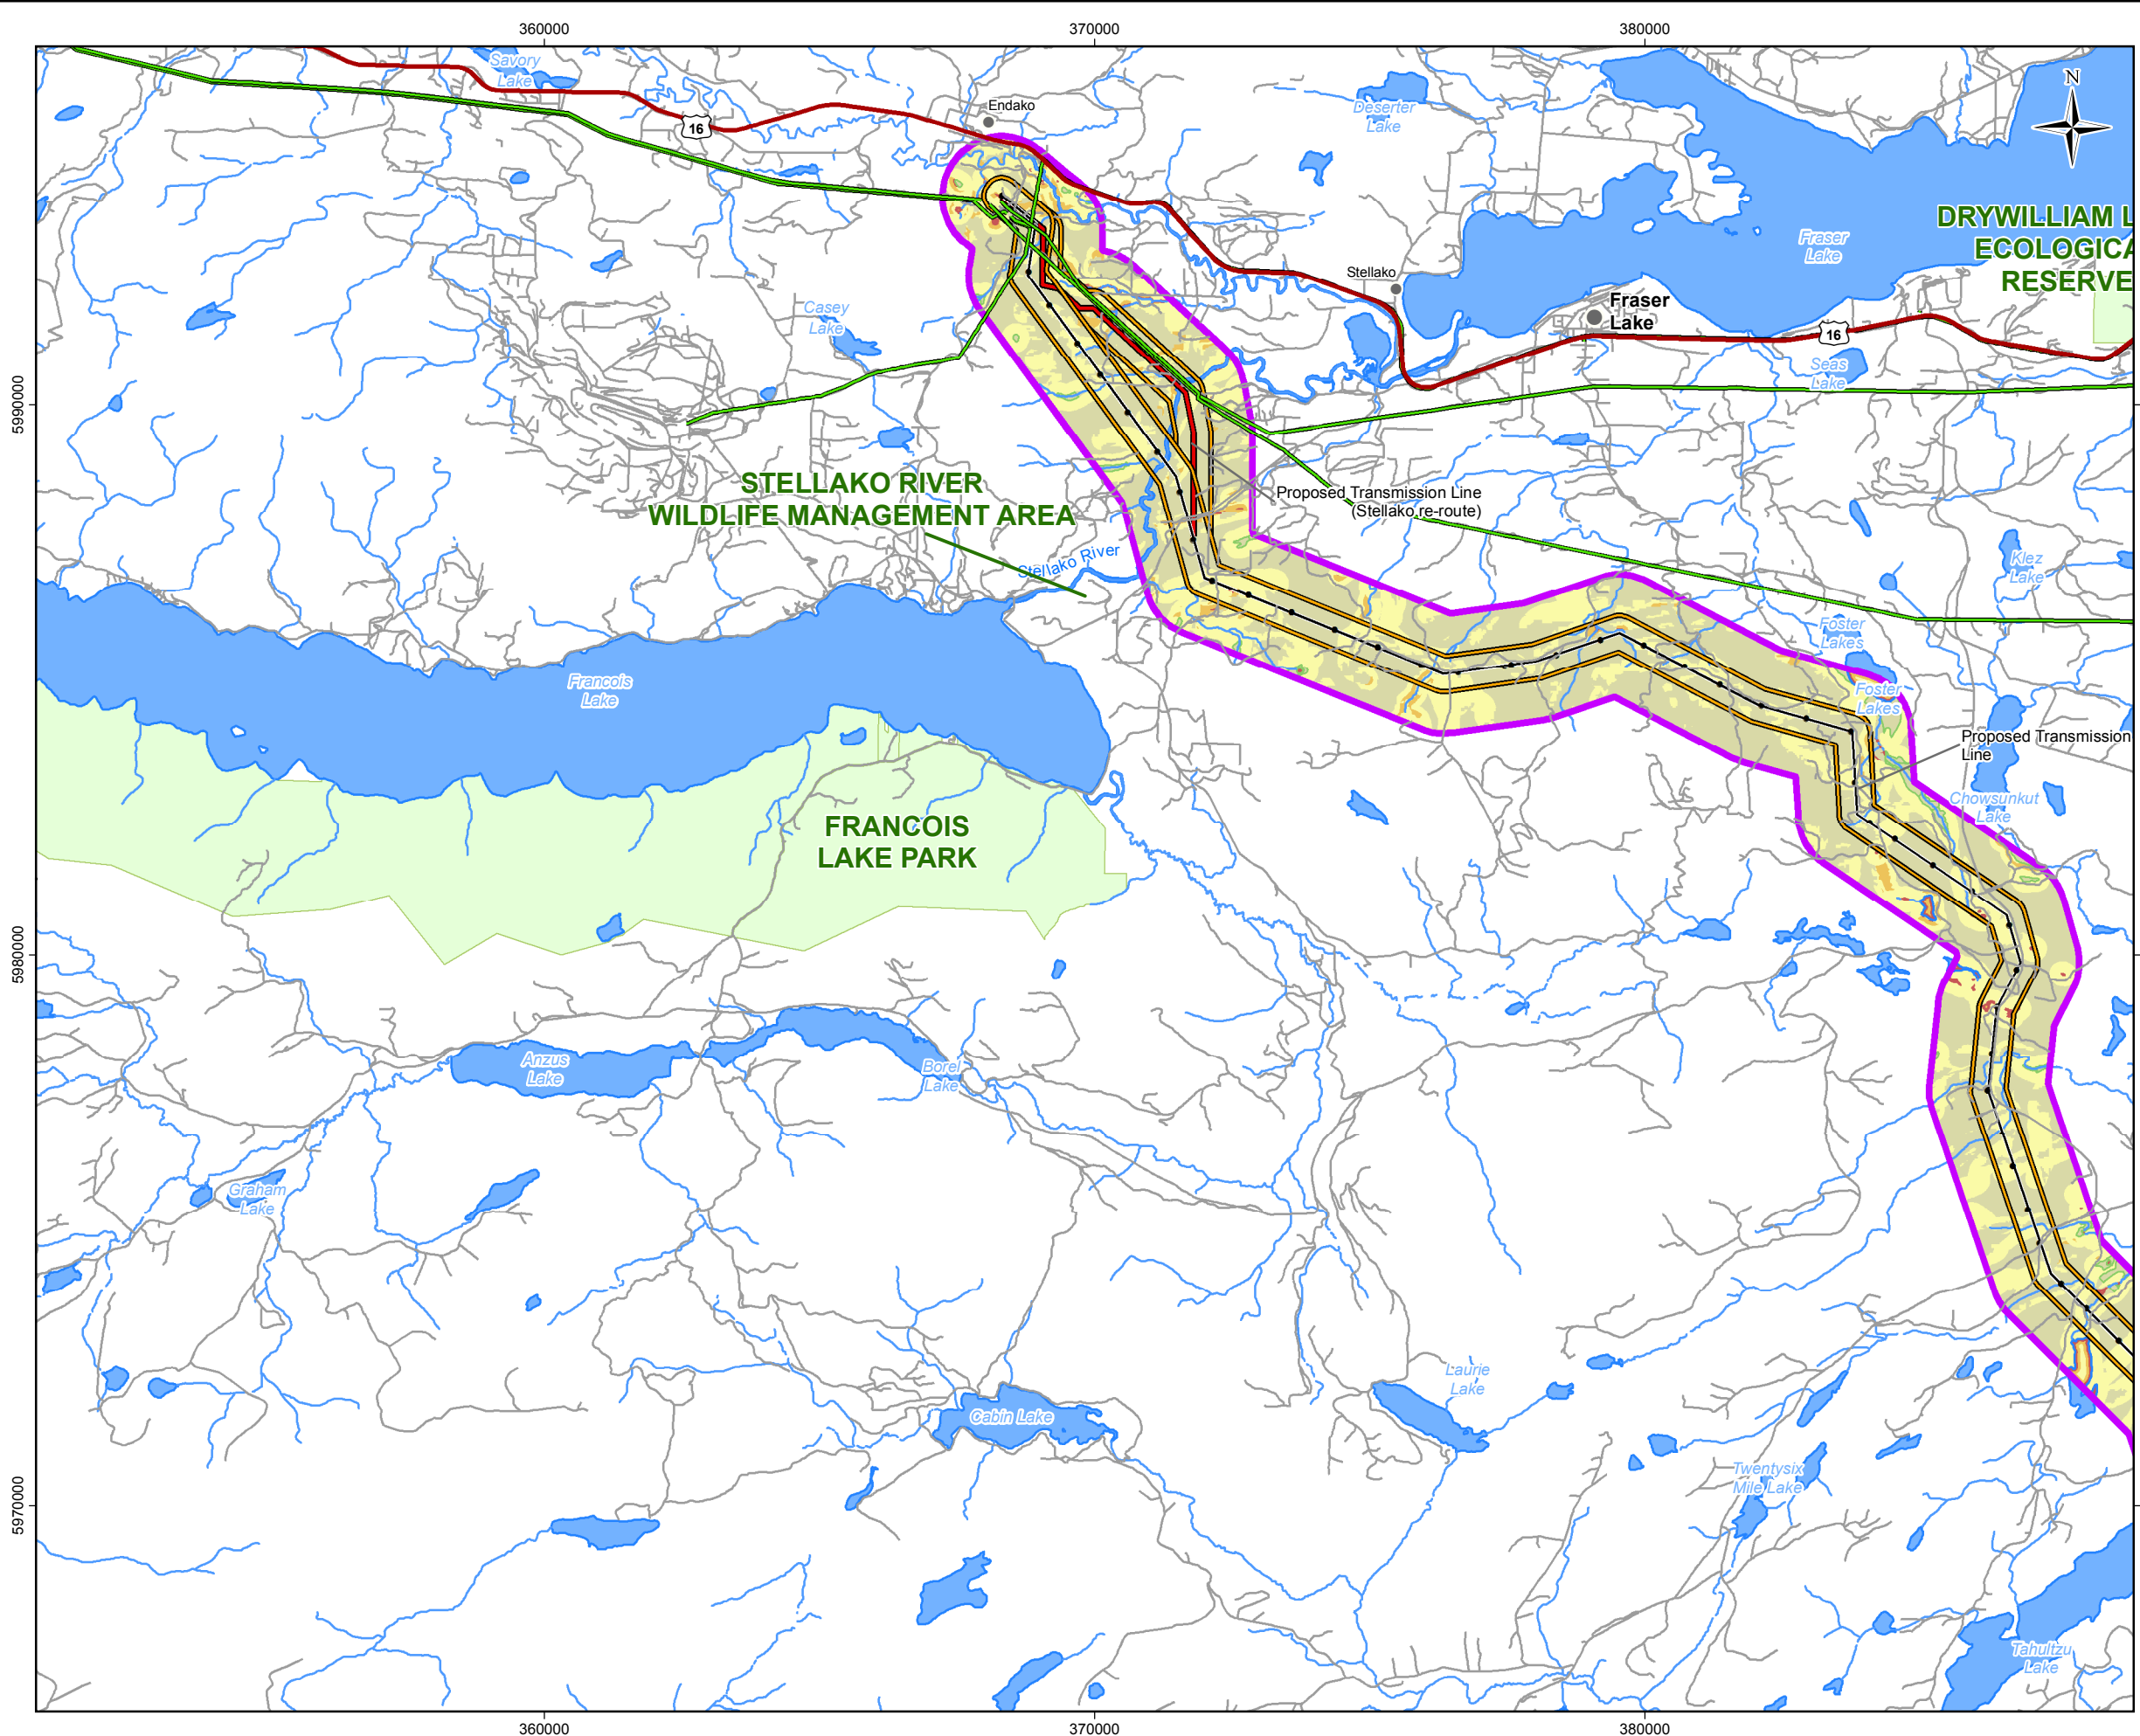 360000
370000
380000
Savory
Lake
N
Endako
16
Deserter
Lake
DRYWILLIAM L
ECOLOGICA
RESERVE
Fraser
Lake
Stellako
Fraser
Lake
Casey
Lake
16
Seas
Lake
5990000
STELLAKO RIVER
WILDLIFE MANAGEMENT AREA
Proposed Transmission Line
(Stellako re-route)
Stellako River
Klez
Lake
Foster
Lakes
Francois
Lake
Foster
Lakes
Proposed Transmission
Line
Chowsunkut
Lake
FRANCOIS
LAKE PARK
5980000
Anzus
Lake
Borel
Lake
Graham
Lake
Laurie
Lake
Cabin Lake
Twentysix
Mile Lake
5970000
Tahultzu
Lake
360000
370000
380000